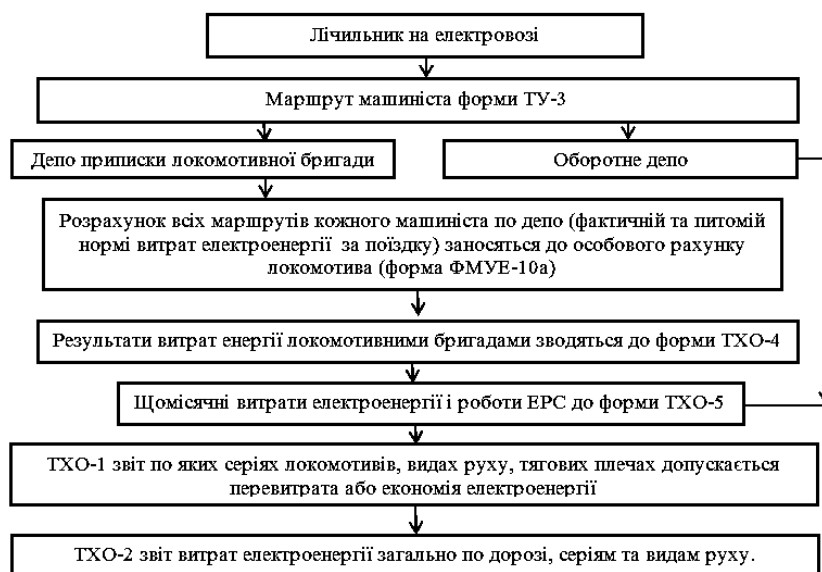 Лічильник на електровозі
Маршрут машиніста форми ТУ-3
Депо приписки локомотивної бригади
Оборотне депо
Розрахунок всіх маршрутів кожного машиніста по депо (фактичній та питомій
нормі витрат електроенергії за поїздку) заносяться до особового рахунку
локомотива (форма ФМУЕ-10а)
Результати витрат енергії локомотивними бригадами зводяться до форми ТХО-4
Щомісячні витрати електроенергії і роботи ЕРС до форми ТХО-5
ТХО-1 звіт по яких серіях локомотивів, видах руху, тягових плечах допускається
перевитрата або економія електроенергії
ТХО-2 звіт витрат електроенергії загально по дорозі, серіям та видам руху.